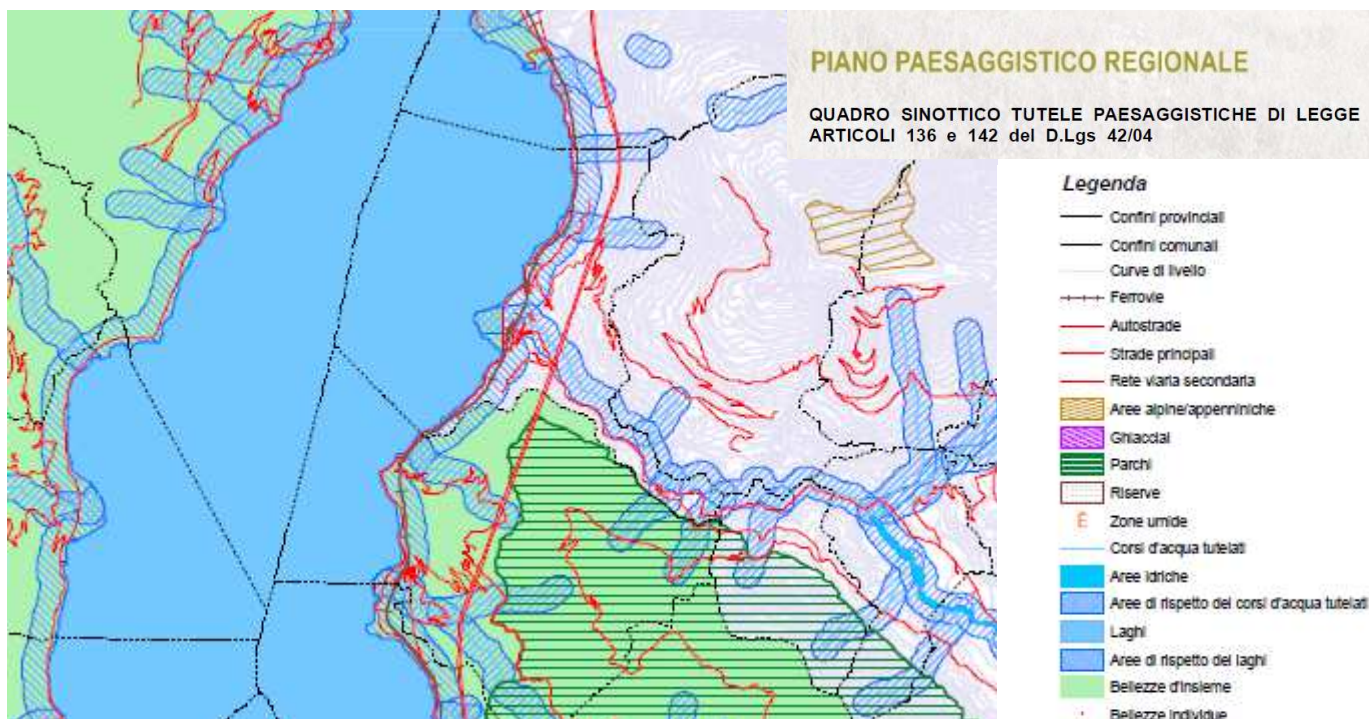 PIANO PAESAGGISTICO REGIONALE
QUADRO SINOTTICO TUTELE PAESAGGISTICHE DI LEGGE
ARTICOLI 136 e 142 del D.Lgs 42/04
Legenda
Confini provinciali
Confini comunali
Curve di livello
Ferrovie
Autostrade
Strade principali
Rete viaria secondaria
Aree alpine/appenniniche
Ghiacciai
Parchi
Riserve
È Zone umide
Corsi d'acqua tutelati
Aree idriche
Aree di rispetto dei corsi d'acqua tutelati
Laghi
Aree di rispetto dei laghi
Bellezze d'insieme
Bellezze individue